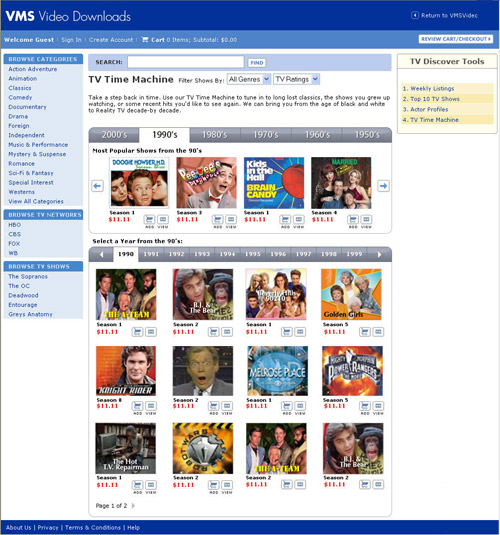 VMS Video Downloads
Return to VMSVideo
Welcome Guest | Sign In | Create Account | Cart 0 Items; Subtotal: $0.00
REVIEW CART/CHECKOUT
BROWSE CATEGORIES
Action Adventure
Animation
Classics
Comedy
Documentary
Drama
Foreign
Independent
Music & Performance
Mystery & Suspense
Romance
Sci-Fi & Fantasy
Special Interest
Westerns
View All Categories
BROWSE TV NETWORKS
HBO
CBS
FOX
WB
BROWSE TV SHOWS
The Sopranos
The OC
Deadwood
Entourage
Greys Anatomy
SEARCH: FIND
TV Time Machine Filter Shows By: All Genres TV Ratings
Take a step back in time. Use our TV Time Machine to tune in to long lost classics, the shows you grew up
watching, or some recent hits you'd like to see again. We can bring you from the age of black and white
to Reality TV decade-by decade.
2000's 1990's 1980's 1970's 1960's 1950's
Most Popular Shows from the 90's
DOOGIE HOWSER, M.D.
Pee-Wee's Playhouse
Kids in the Hall BRAIN CANDY
MARRIED
Season 1 Season 3 Season 1 Season 4
$11.11 $11.11 $11.11 $11.11
ADD VIEW ADD VIEW ADD VIEW ADD VIEW
Select a Year from the 90's:
1990 1991 1992 1993 1994 1995 1996 1997 1998 1999
THE A-TEAM
B.J. & The Bear
Beverly Hills 90210
Golden Girls
Season 1 Season 2 Season 1 Season 5
$11.11 $11.11 $11.11 $11.11
ADD VIEW ADD VIEW ADD VIEW ADD VIEW
KNIGHT RIDER
MELROSE PLACE
MIGHTY MORPHIN POWER RANGERS THE MOVIE
Season 8 Season 2 Season 2 Season 5
$11.11 $11.11 $11.11 $11.11
ADD VIEW ADD VIEW ADD VIEW ADD VIEW
The Hot T.V. Repairman
THE A-TEAM
B.J. & The Bear
Season 1 Season 2 Season 2 Season 2
$11.11 $11.11 $11.11 $11.11
ADD VIEW ADD VIEW ADD VIEW ADD VIEW
Page 1 of 2
TV Discover Tools
1. Weekly Listings
2. Top 10 TV Shows
3. Actor Profiles
4. TV Time Machine
About Us | Privacy | Terms & Conditions | Help